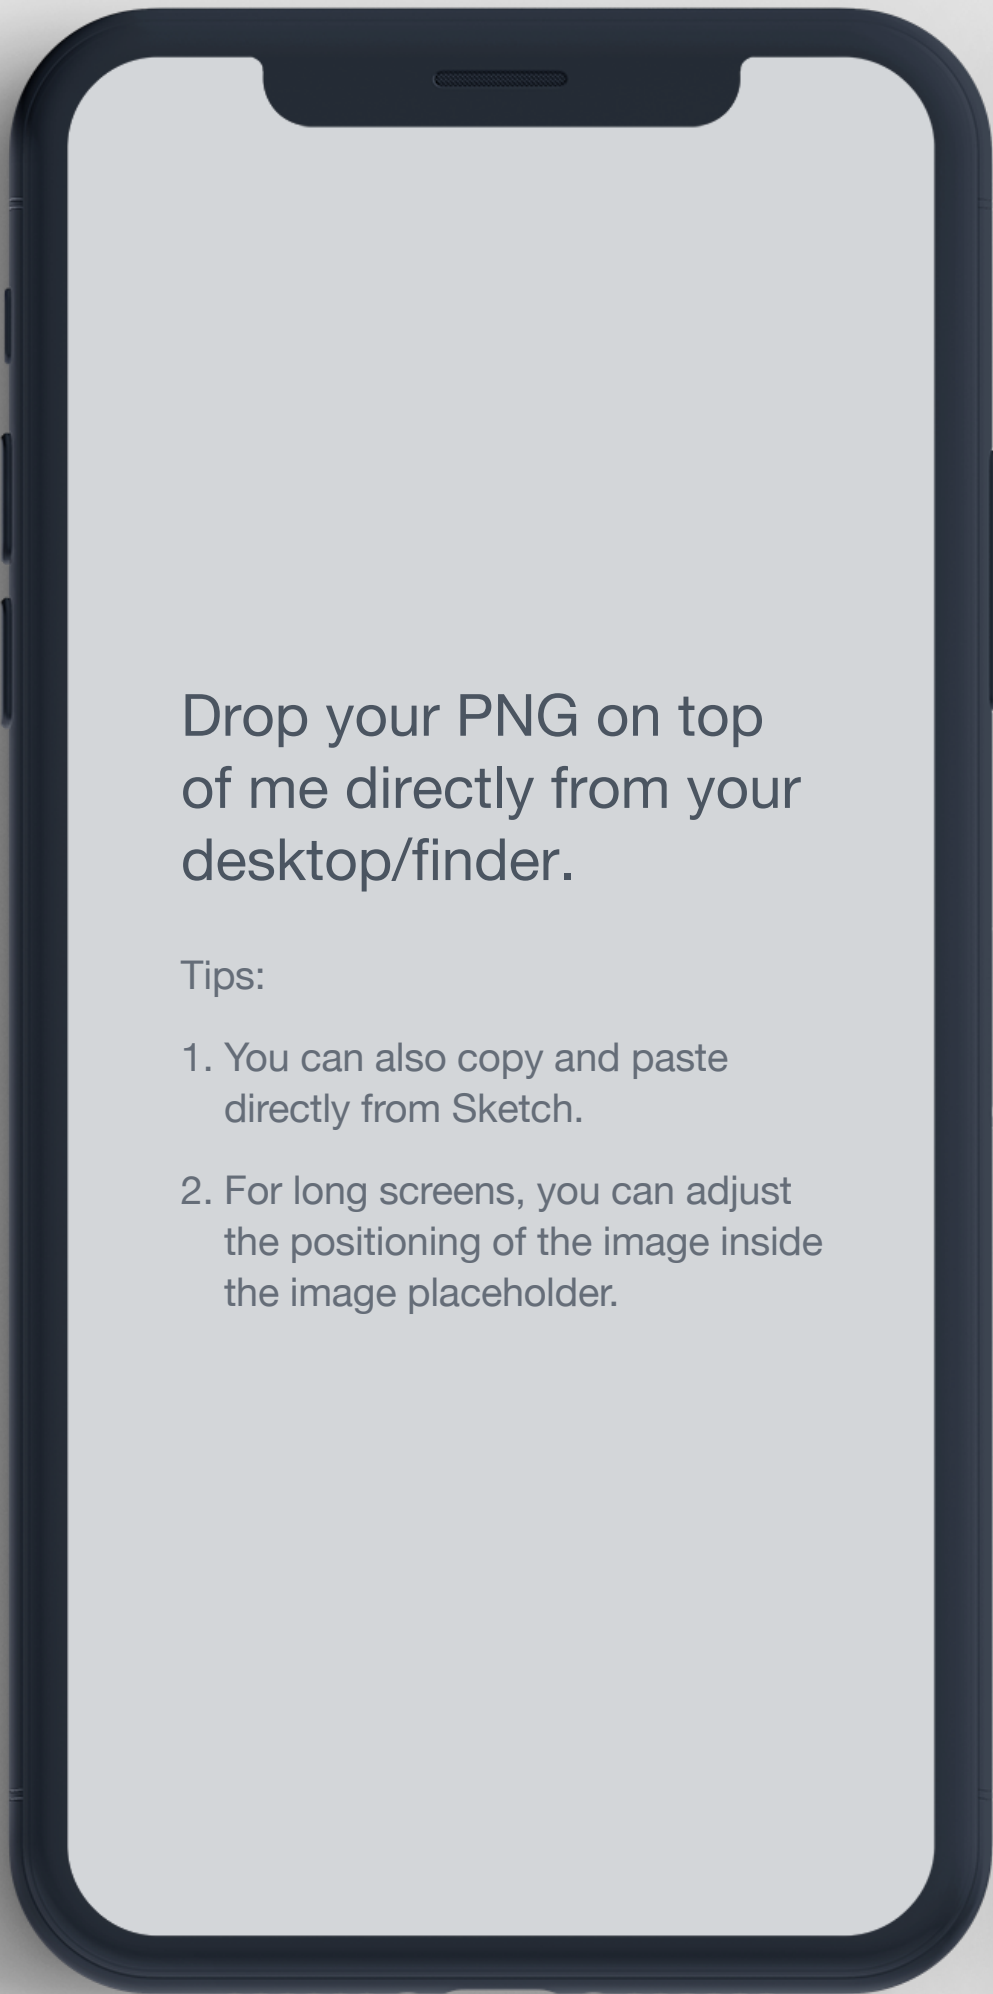 Drop your PNG on top
of me directly from your
desktop/finder.
Tips:
1. You can also copy and paste
directly from Sketch.
2. For long screens, you can adjust
the positioning of the image inside
the image placeholder.